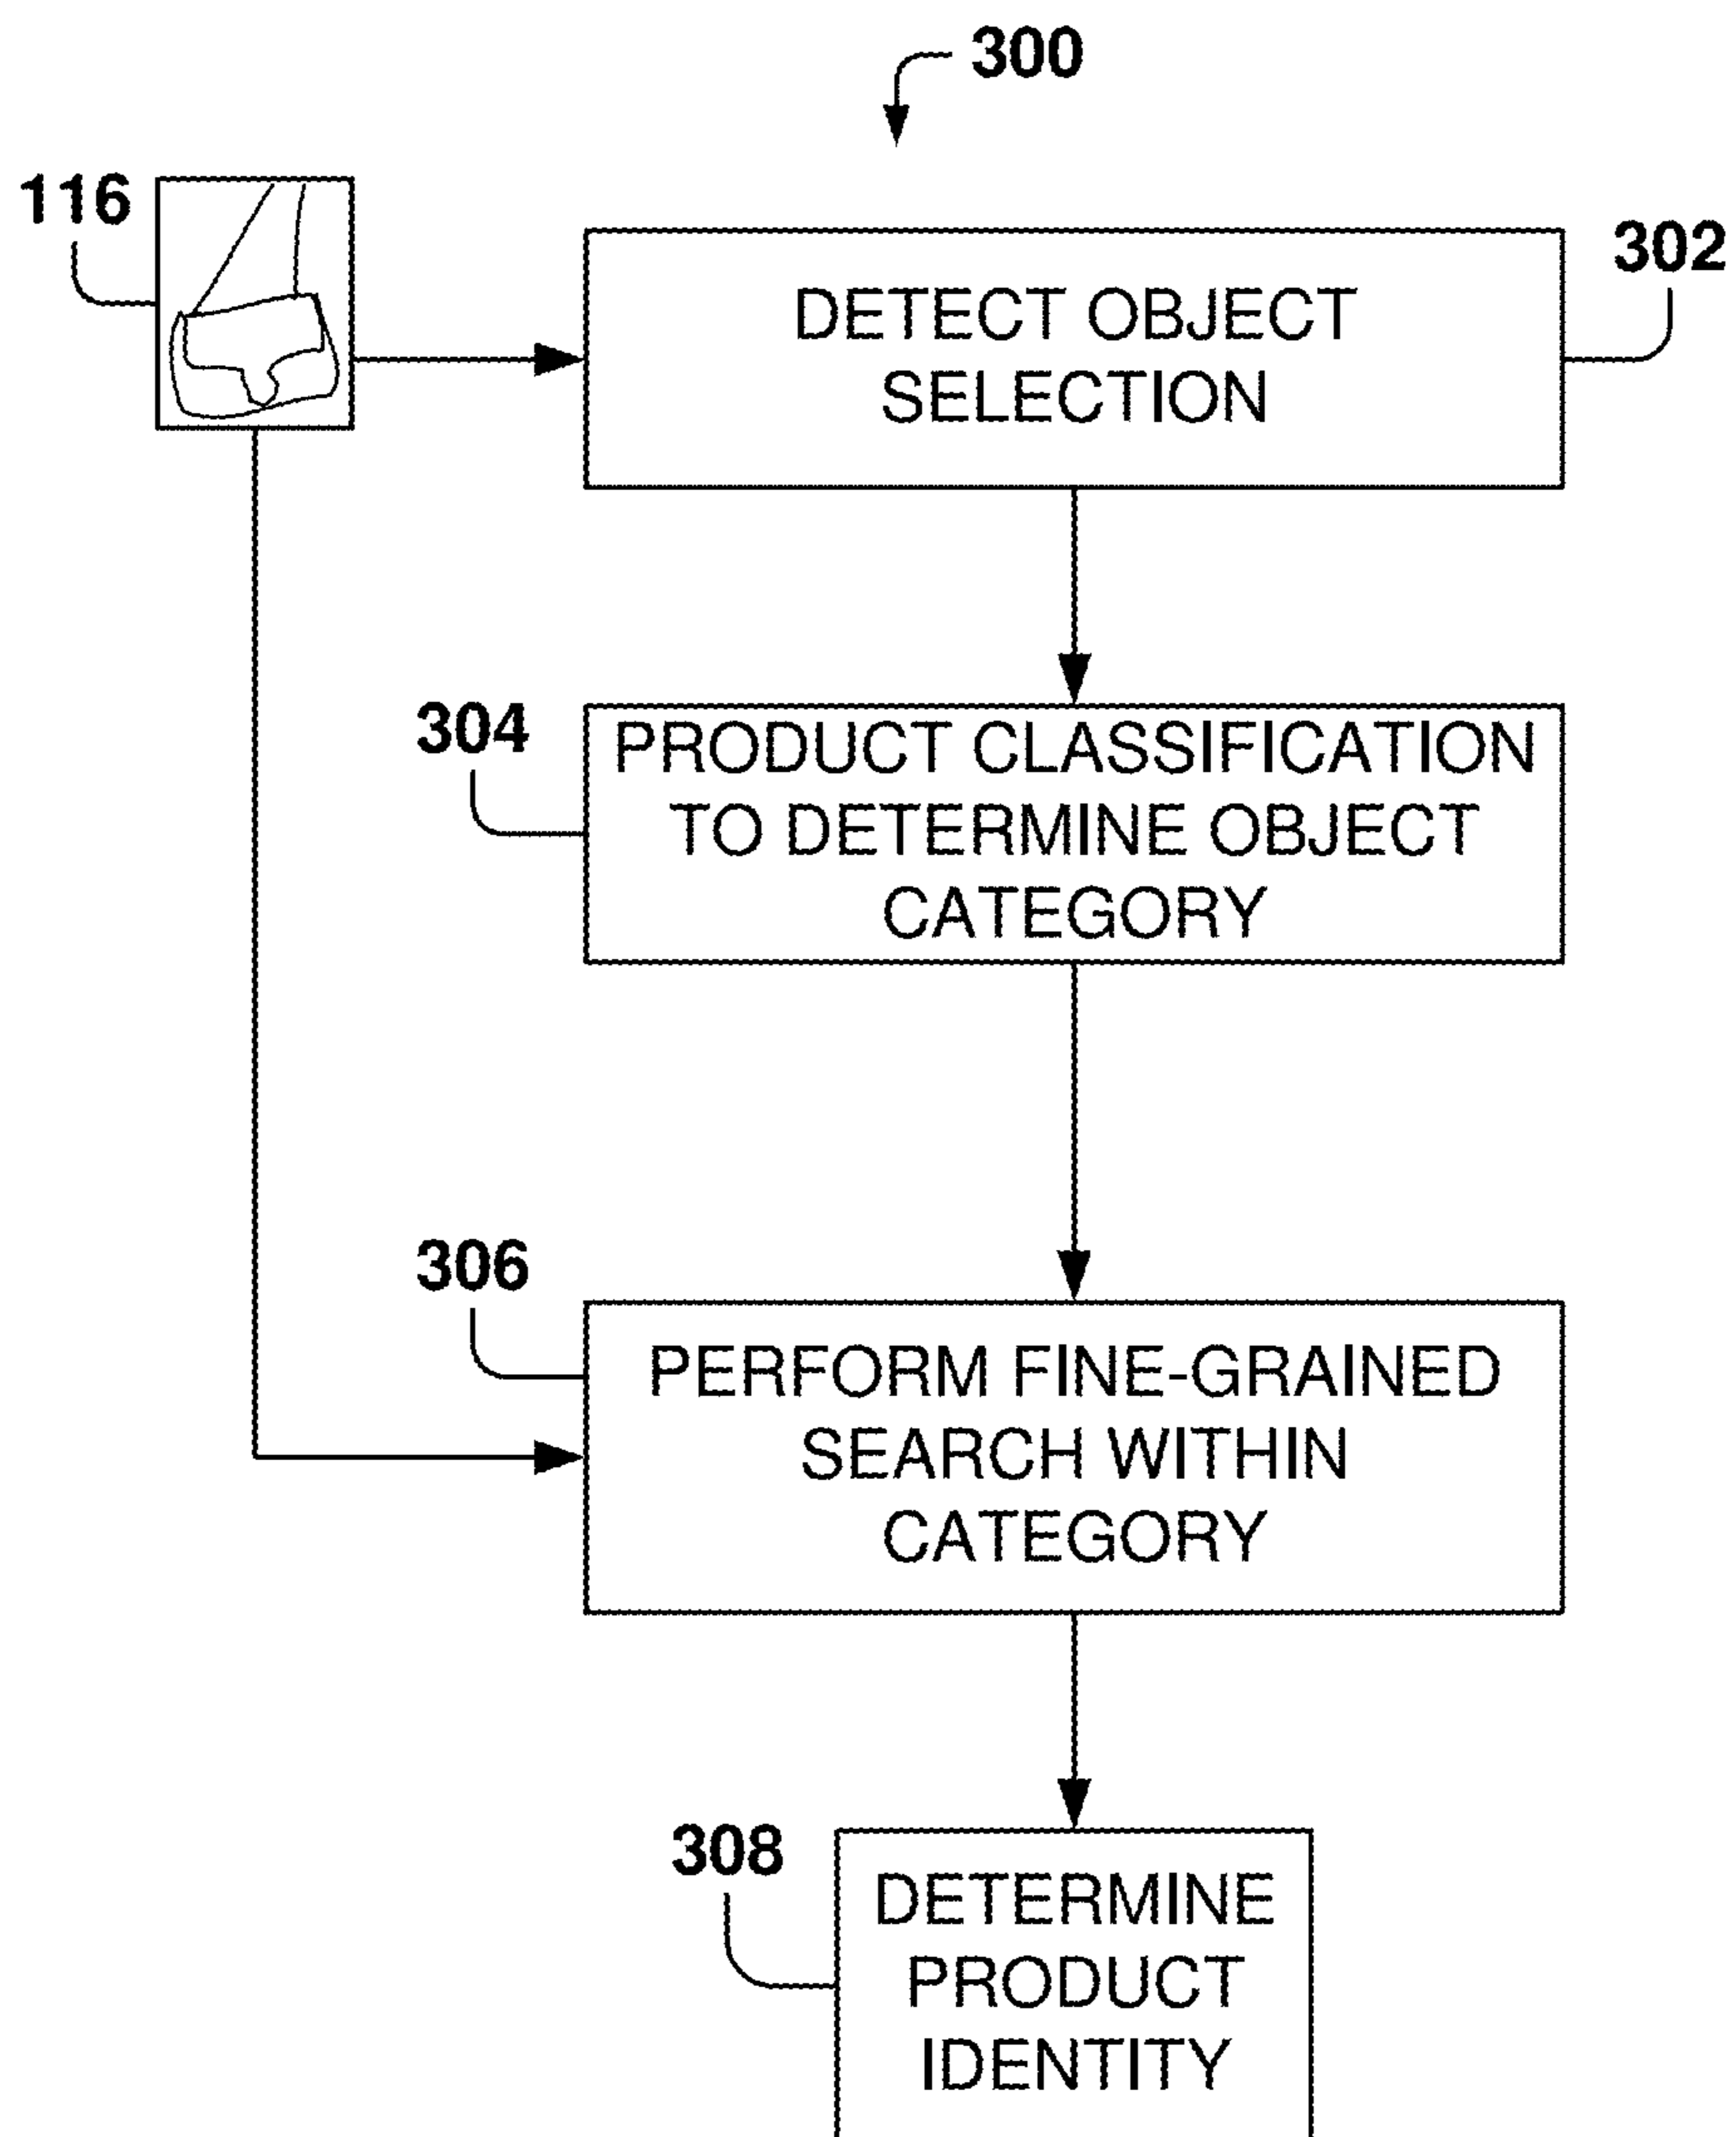 300
116
302
DETECT OBJECT
SELECTION
304
PRODUCT CLASSIFICATION
TO DETERMINE OBJECT
CATEGORY
306
PERFORM FINE-GRAINED
SEARCH WITHIN
CATEGORY
308
DETERMINE
PRODUCT
IDENTITY